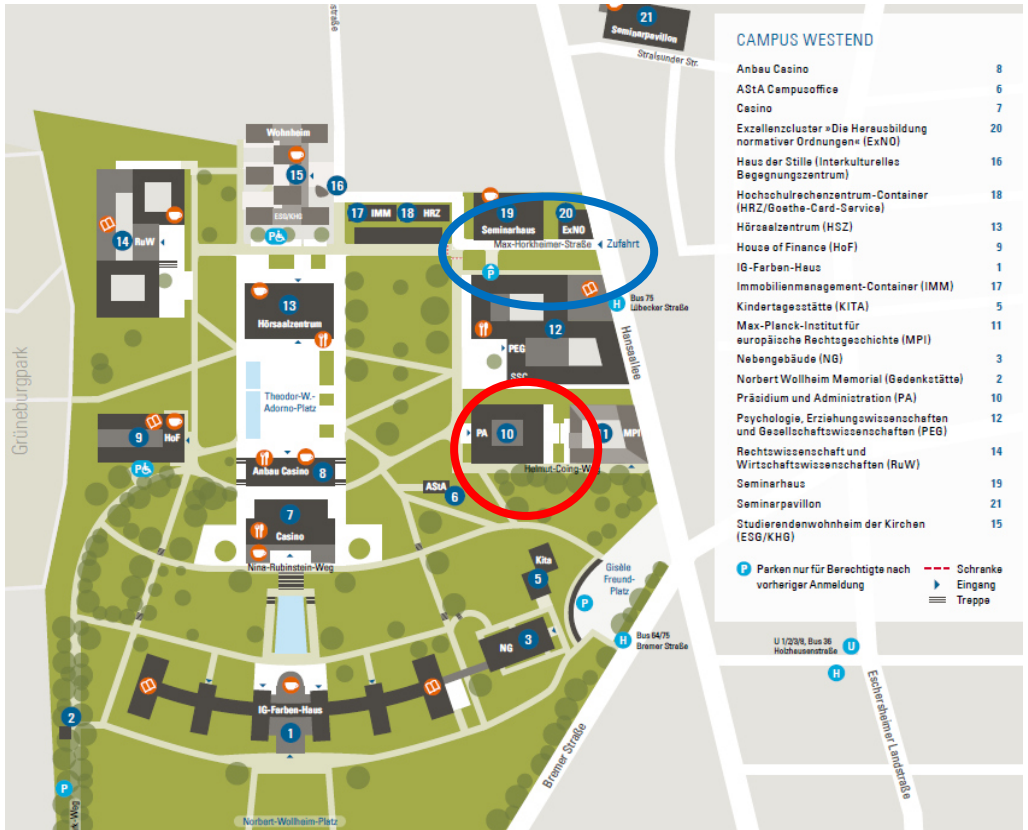 straße
21
Seminarpavillon
Stralsunder Str.
Wohnheim
15
16
ESG/KHG
P
17 IMM 18 HRZ
19
Seminarhaus
20
ExNO
Max-Horkheimer-Straße
Zufahrt
P
14 RuW
13
Hörsaalzentrum
12
H
Bus 75
Lübecker Straße
PEG
SSC
Hansaallee
Grüneburgpark
Theodor-W.-
Adorno-Platz
9 HoF
P
PA 10
11 MPI
Helmut-Coing-Weg
Anbau Casino 8
AStA
6
7
Casino
Nina-Rubinstein-Weg
Kita
5
Gisèle
Freund-
Platz
P
3
NG
H
Bus 64/75
Bremer Straße
IG-Farben-Haus
1
2
P
rk-Weg
Norbert-Wollheim-Platz
Bremer Straße
U 1/2/3/8, Bus 36
Holzhausenstraße
U
H
Eschersheimer Landstraße
CAMPUS WESTEND
Anbau Casino 8
AStA Campusoffice 6
Casino 7
Exzellenzcluster »Die Herausbildung 20
normativer Ordnungen« (ExNO)
Haus der Stille (Interkulturelles 16
Begegnungszentrum)
Hochschulrechenzentrum-Container 18
(HRZ/Goethe-Card-Service)
Hörsaalzentrum (HSZ) 13
House of Finance (HoF) 9
IG-Farben-Haus 1
Immobilienmanagement-Container (IMM) 17
Kindertagesstätte (KITA) 5
Max-Planck-Institut für 11
europäische Rechtsgeschichte (MPI)
Nebengebäude (NG) 3
Norbert Wollheim Memorial (Gedenkstätte) 2
Präsidium und Administration (PA) 10
Psychologie, Erziehungswissenschaften 12
und Gesellschaftswissenschaften (PEG)
Rechtswissenschaft und 14
Wirtschaftswissenschaften (RuW)
Seminarhaus 19
Seminarpavillon 21
Studierendenwohnheim der Kirchen 15
(ESG/KHG)
P Parken nur für Berechtigte nach
vorheriger Anmeldung
Schranke
Eingang
Treppe